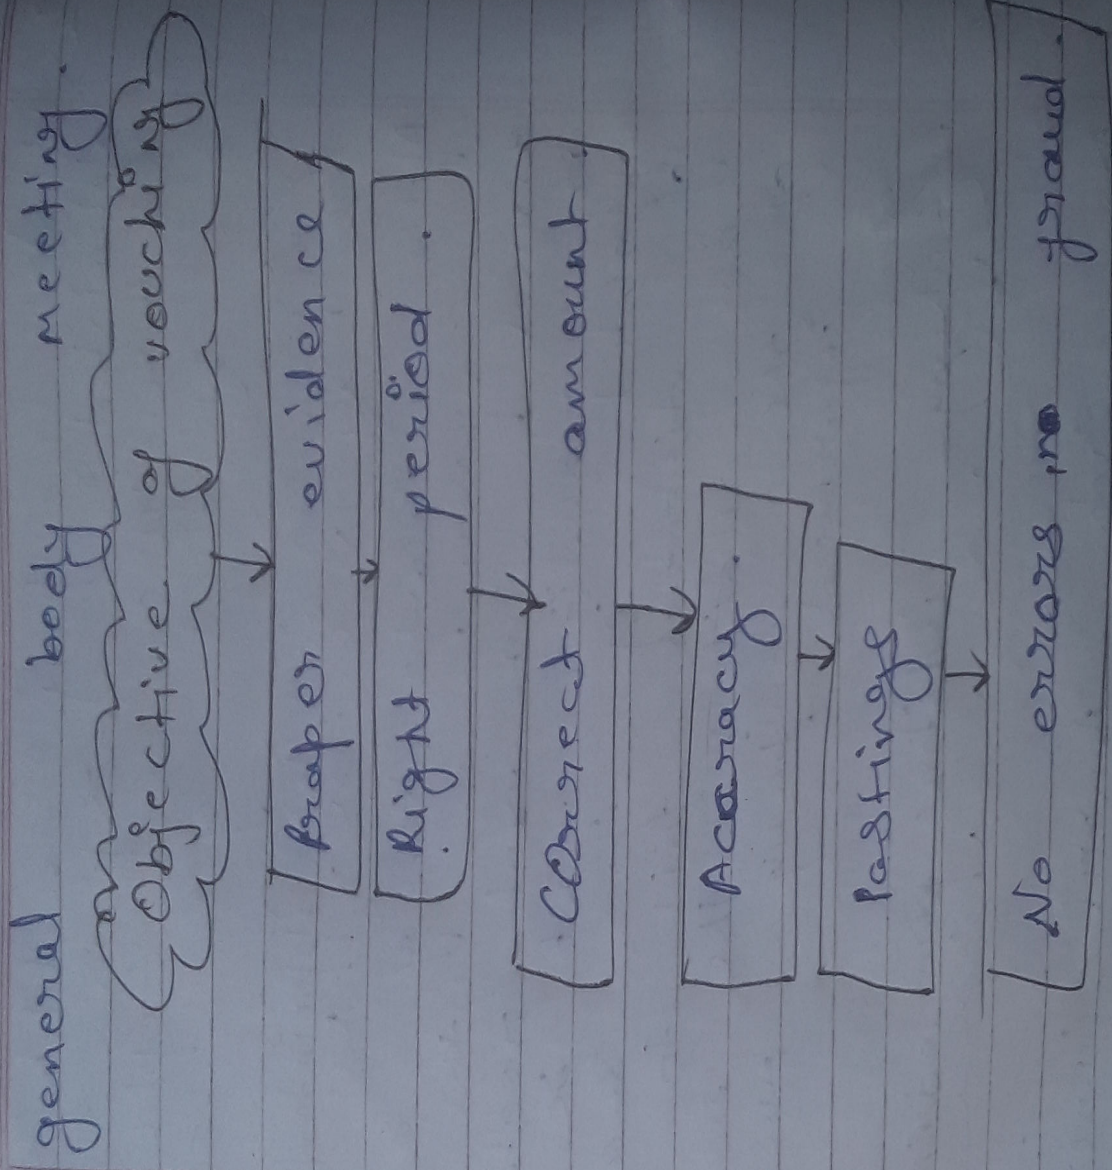 general body meeting.
Objective of vouching
Proper evidence
Right period.
Correct amount
Accuracy.
Postings
No errors, no fraud.